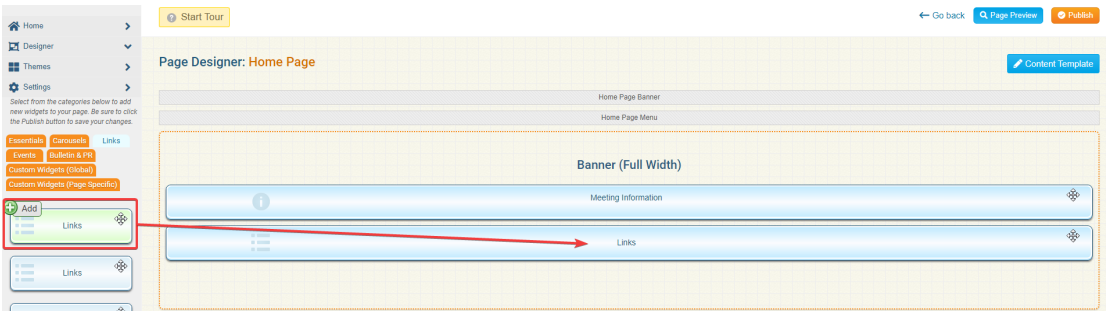 Home
Designer
Themes
Settings
Select from the categories below to add
new widgets to your page. Be sure to click
the Publish button to save your changes.
Essentials Carousels Links
Events Bulletin & PR
Custom Widgets (Global)
Custom Widgets (Page Specific)
Add
Links
Links
Start Tour
Go back Page Preview Publish
Page Designer: Home Page
Content Template
Home Page Banner
Home Page Menu
Banner (Full Width)
Meeting Information
Links